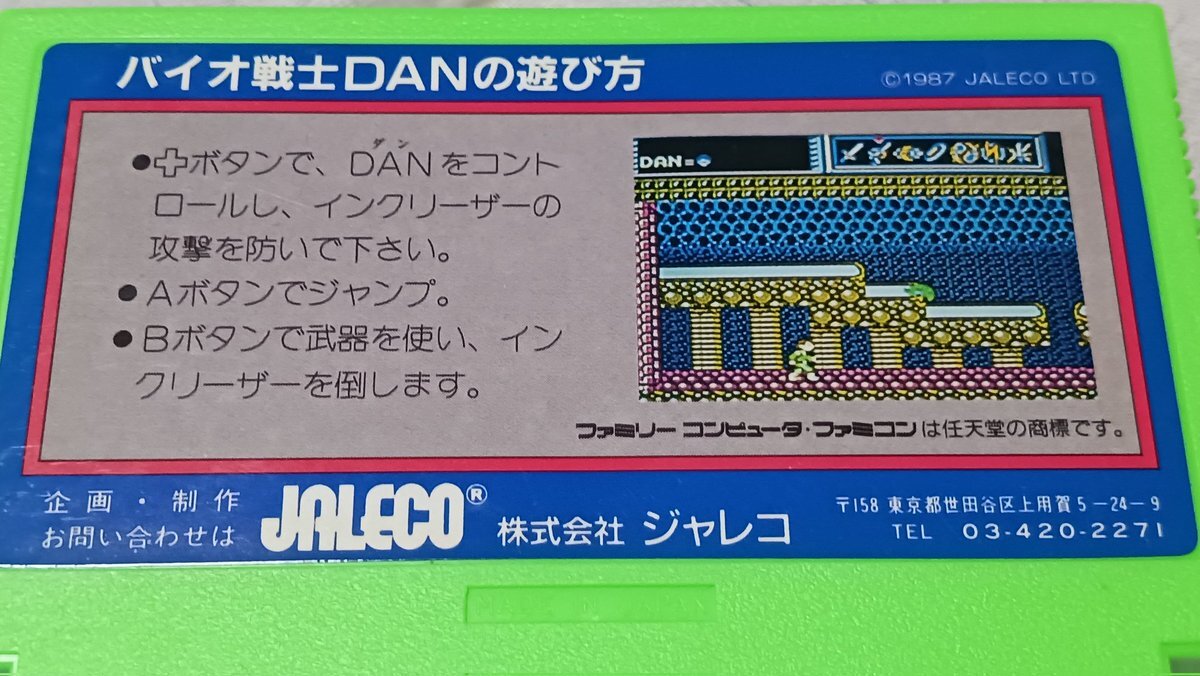 バイオ戦士DANの遊び方
©1987 JALECO LTD
ダン
●✚ボタンで、DANをコント
ロールし、インクリーザーの
攻撃を防いで下さい。
●Aボタンでジャンプ。
●Bボタンで武器を使い、イン
クリーザーを倒します。
DAN=
ファミリーコンピュータ・ファミコンは任天堂の商標です。
企画・制作
お問い合わせは
JALECO®
株式会社 ジャレコ
〒158 東京都世田谷区上用賀5-24-9
TEL 03-420-2271
MADE IN JAPAN